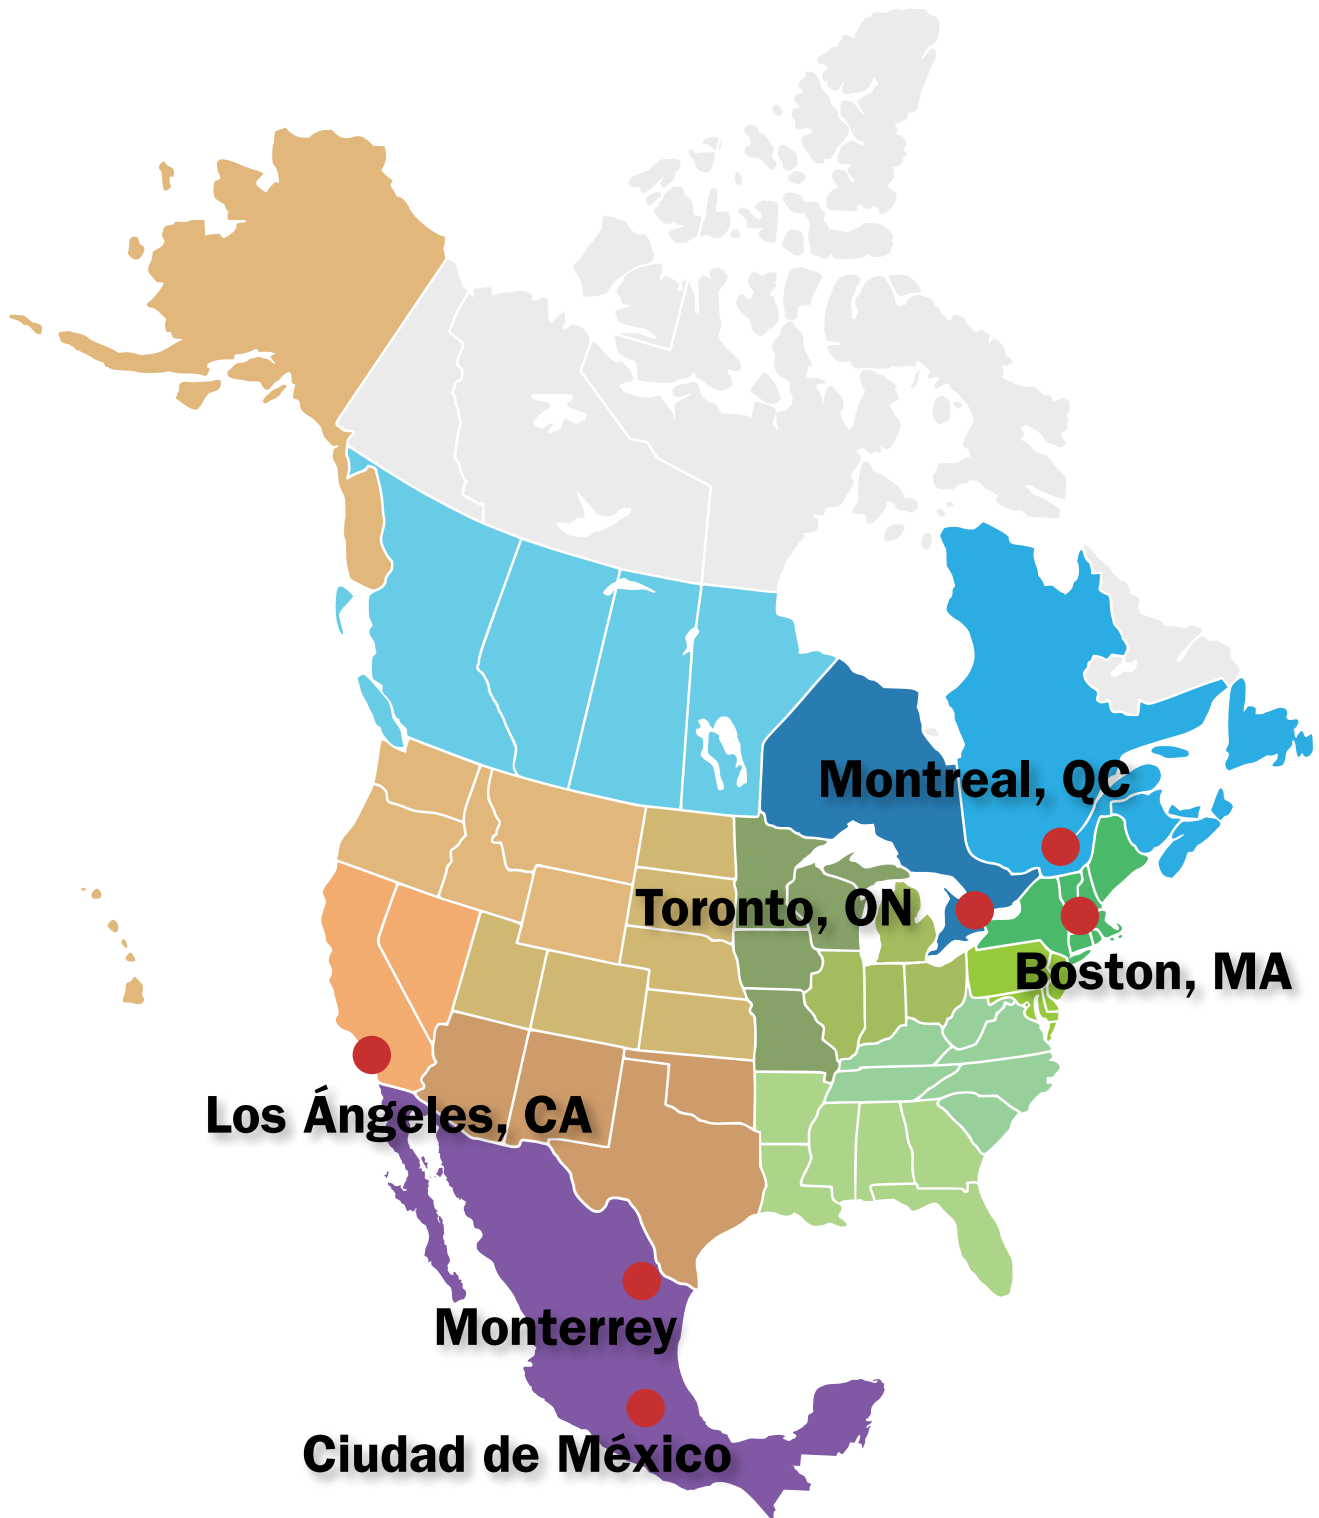 Montreal, QC
Toronto, ON
Boston, MA
Los Ángeles, CA
Monterrey
Ciudad de México